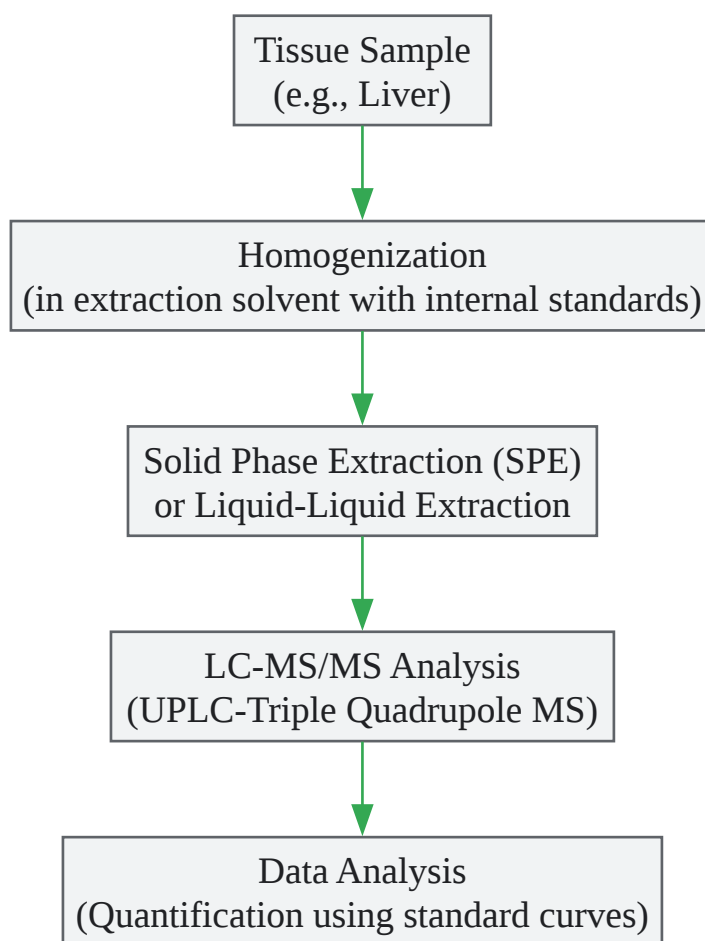 Tissue Sample
(e.g., Liver)
Homogenization
(in extraction solvent with internal standards)
Solid Phase Extraction (SPE)
or Liquid-Liquid Extraction
LC-MS/MS Analysis
(UPLC-Triple Quadrupole MS)
Data Analysis
(Quantification using standard curves)